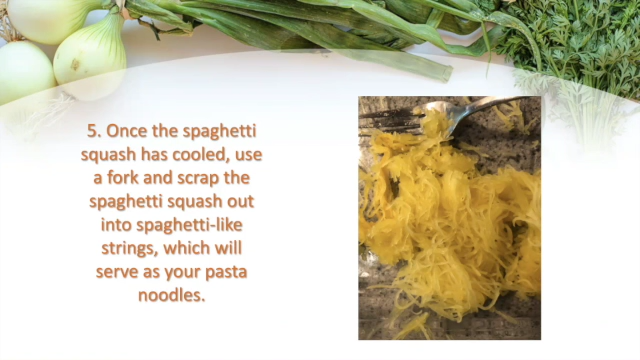 5. Once the spaghetti
squash has cooled, use
a fork and scrap the
spaghetti squash out
into spaghetti-like
strings, which will
serve as your pasta
noodles.